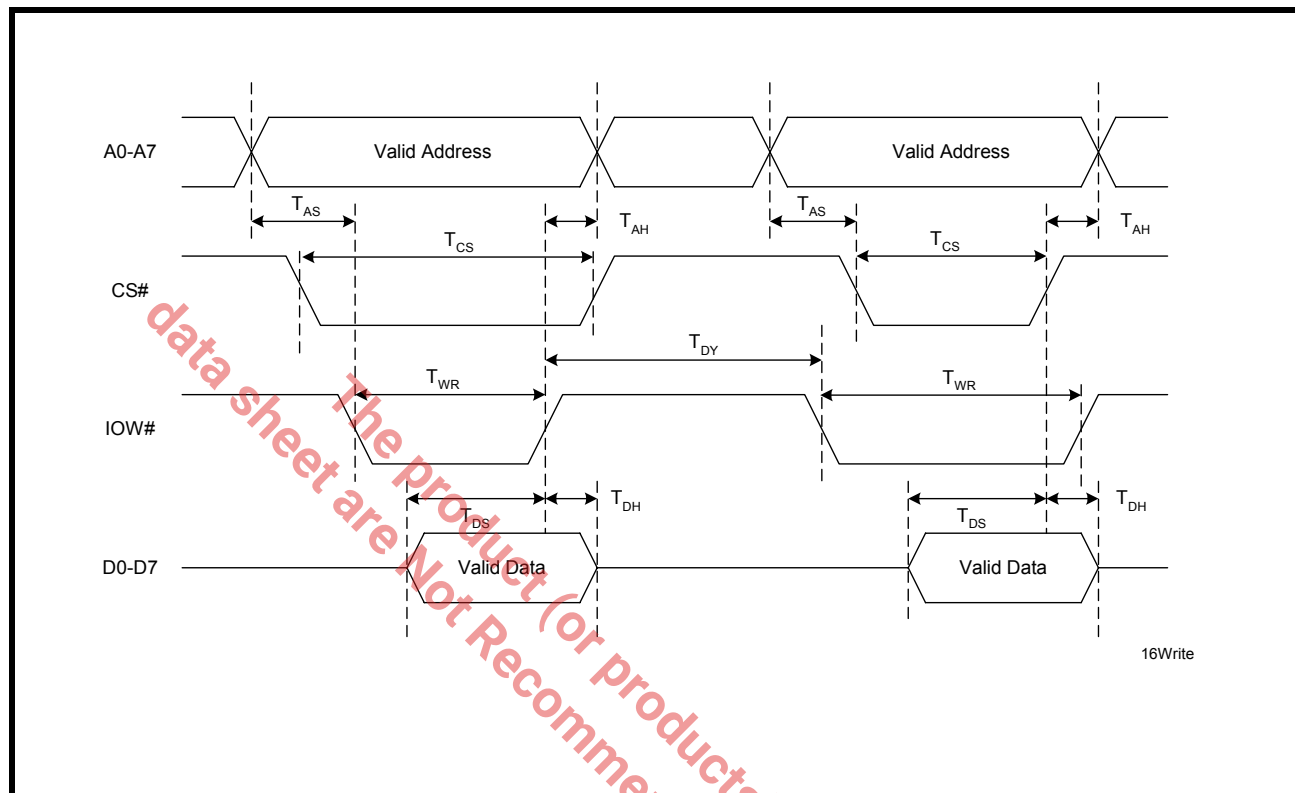 A0-A7
Valid Address
Valid Address
TAS
TAH
TAS
TAH
TCS
TCS
CS#
TDY
TWR
TWR
IOW#
TDS
TDH
TDS
TDH
D0-D7
Valid Data
Valid Data
16Write
The product (or products
data sheet are Not Recomme